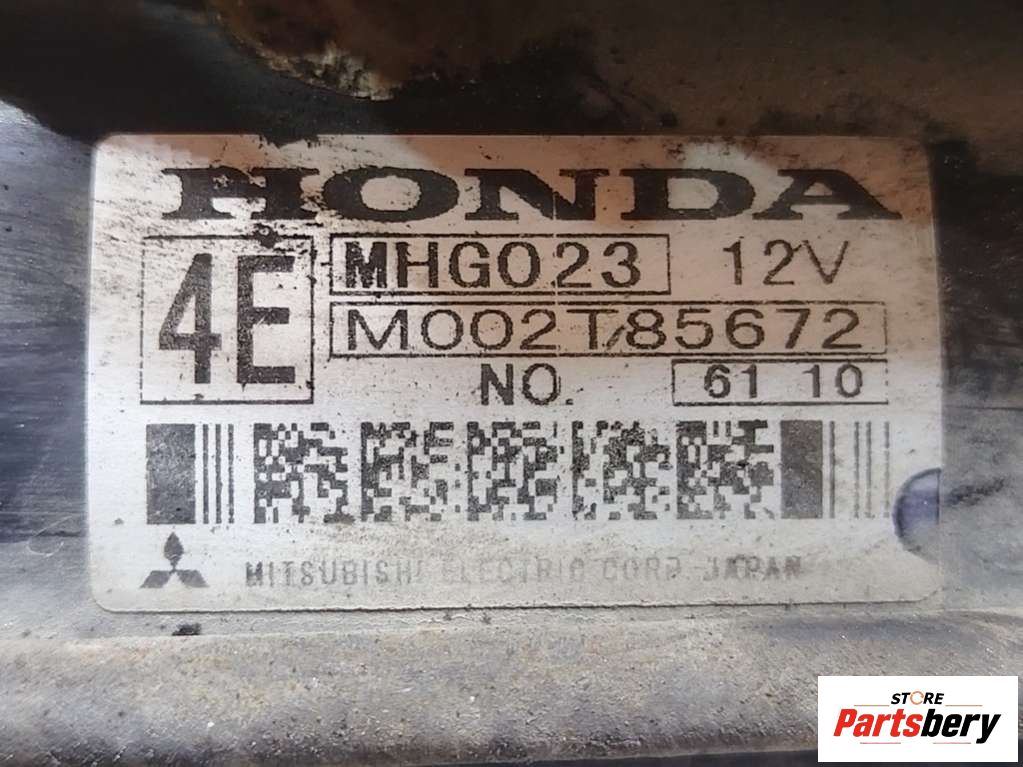 HONDA
4E
MHG023 12V
M002T85672
NO. 61 10
MITSUBISHI ELECTRIC CORP. JAPAN
STORE
Partsbery